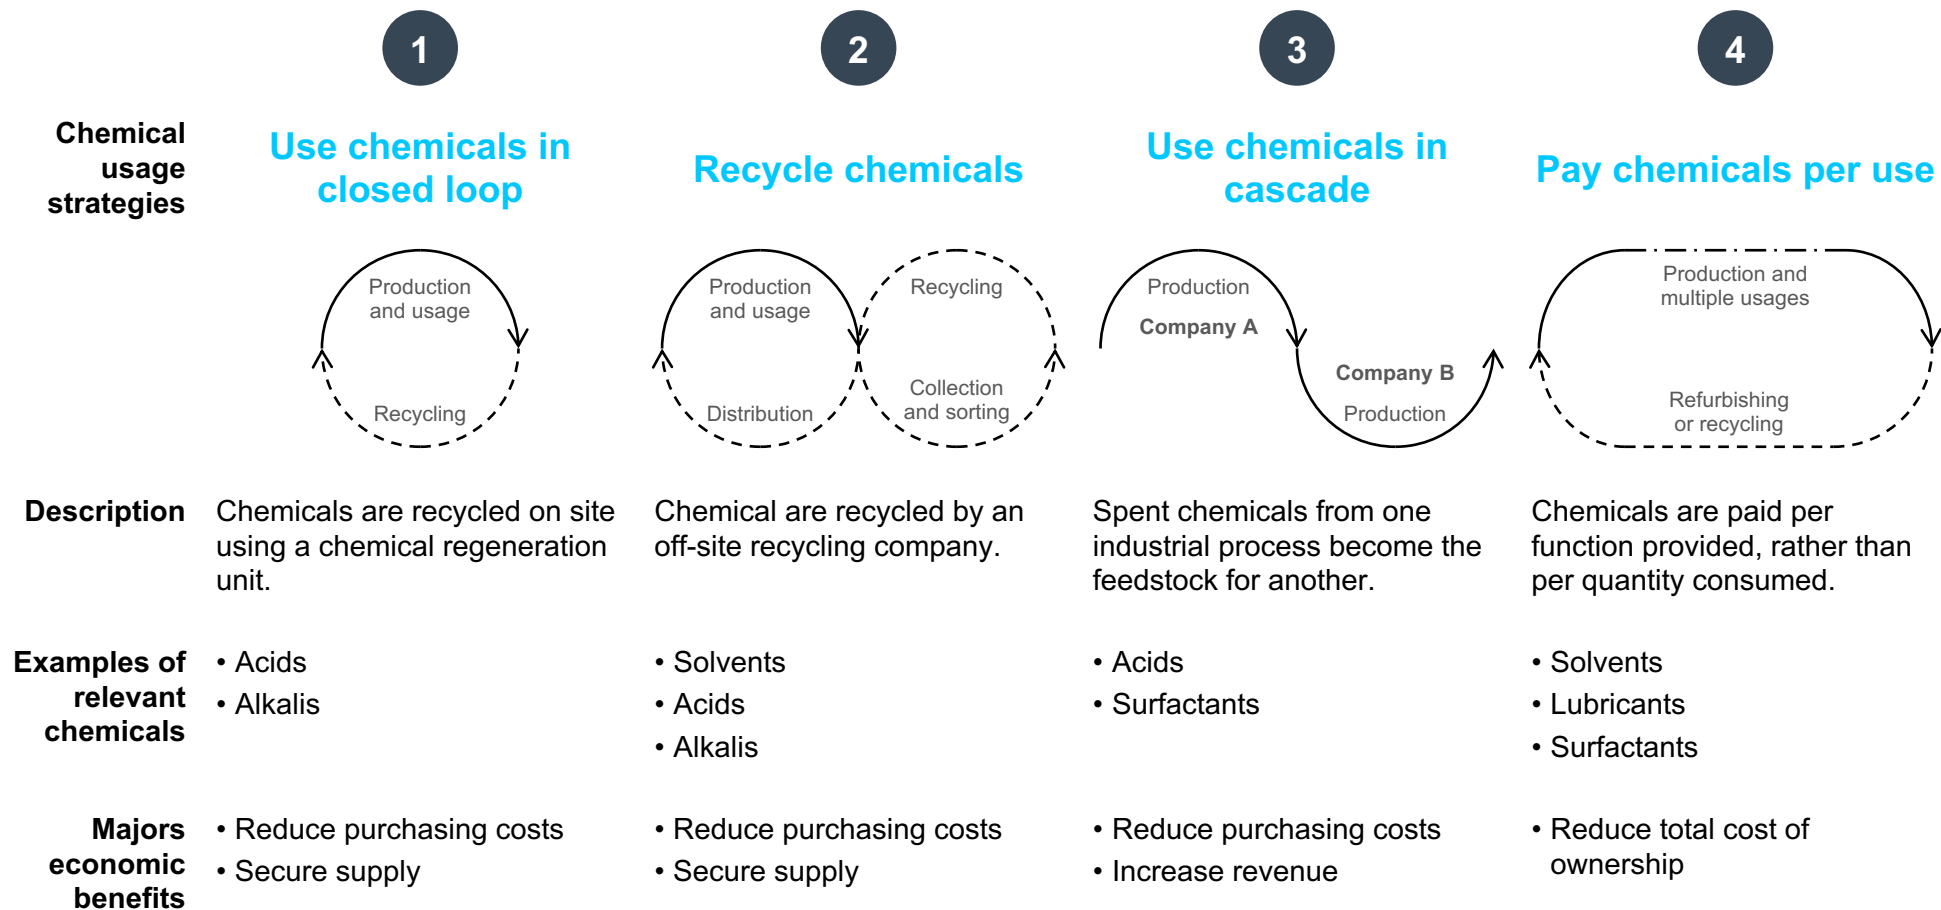 1
2
3
4
Chemical
usage
strategies
Use chemicals in
closed loop
Recycle chemicals
Use chemicals in
cascade
Pay chemicals per use
Production
and usage
Recycling
Production
and usage
Distribution
Recycling
Collection
and sorting
Production
Company A
Company B
Production
Production and
multiple usages
Refurbishing
or recycling
Description
Chemicals are recycled on site
using a chemical regeneration
unit.
Chemical are recycled by an
off-site recycling company.
Spent chemicals from one
industrial process become the
feedstock for another.
Chemicals are paid per
function provided, rather than
per quantity consumed.
Examples of
relevant
chemicals
• Acids
• Alkalis
• Solvents
• Acids
• Alkalis
• Acids
• Surfactants
• Solvents
• Lubricants
• Surfactants
Majors
economic
benefits
• Reduce purchasing costs
• Secure supply
• Reduce purchasing costs
• Secure supply
• Reduce purchasing costs
• Increase revenue
• Reduce total cost of
ownership